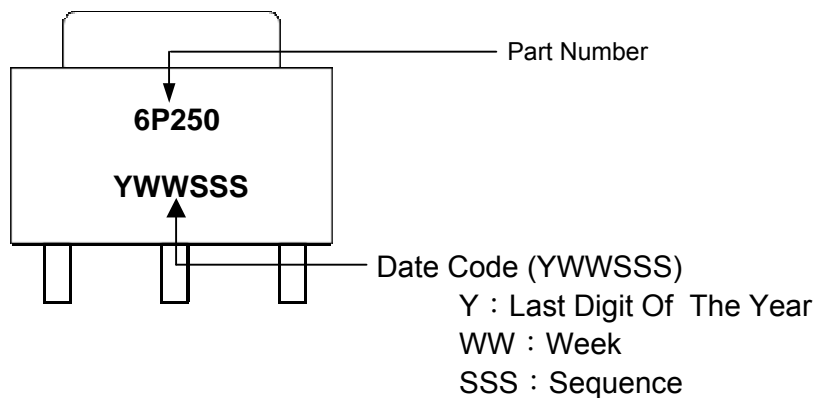 Part Number
6P250
YWWSSS
Date Code (YWWSSS)
Y：Last Digit Of The Year
WW：Week
SSS：Sequence